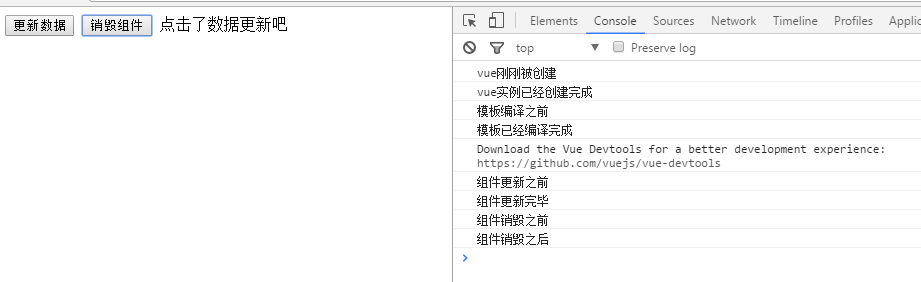 更新数据 销毁组件 点击了数据更新吧
Elements Console Sources Network Timeline Profiles Applic
top Preserve log
vue刚刚被创建
vue实例已经创建完成
模板编译之前
模板已经编译完成
Download the Vue Devtools for a better development experience:
https://github.com/vuejs/vue-devtools
组件更新之前
组件更新完毕
组件销毁之前
组件销毁之后